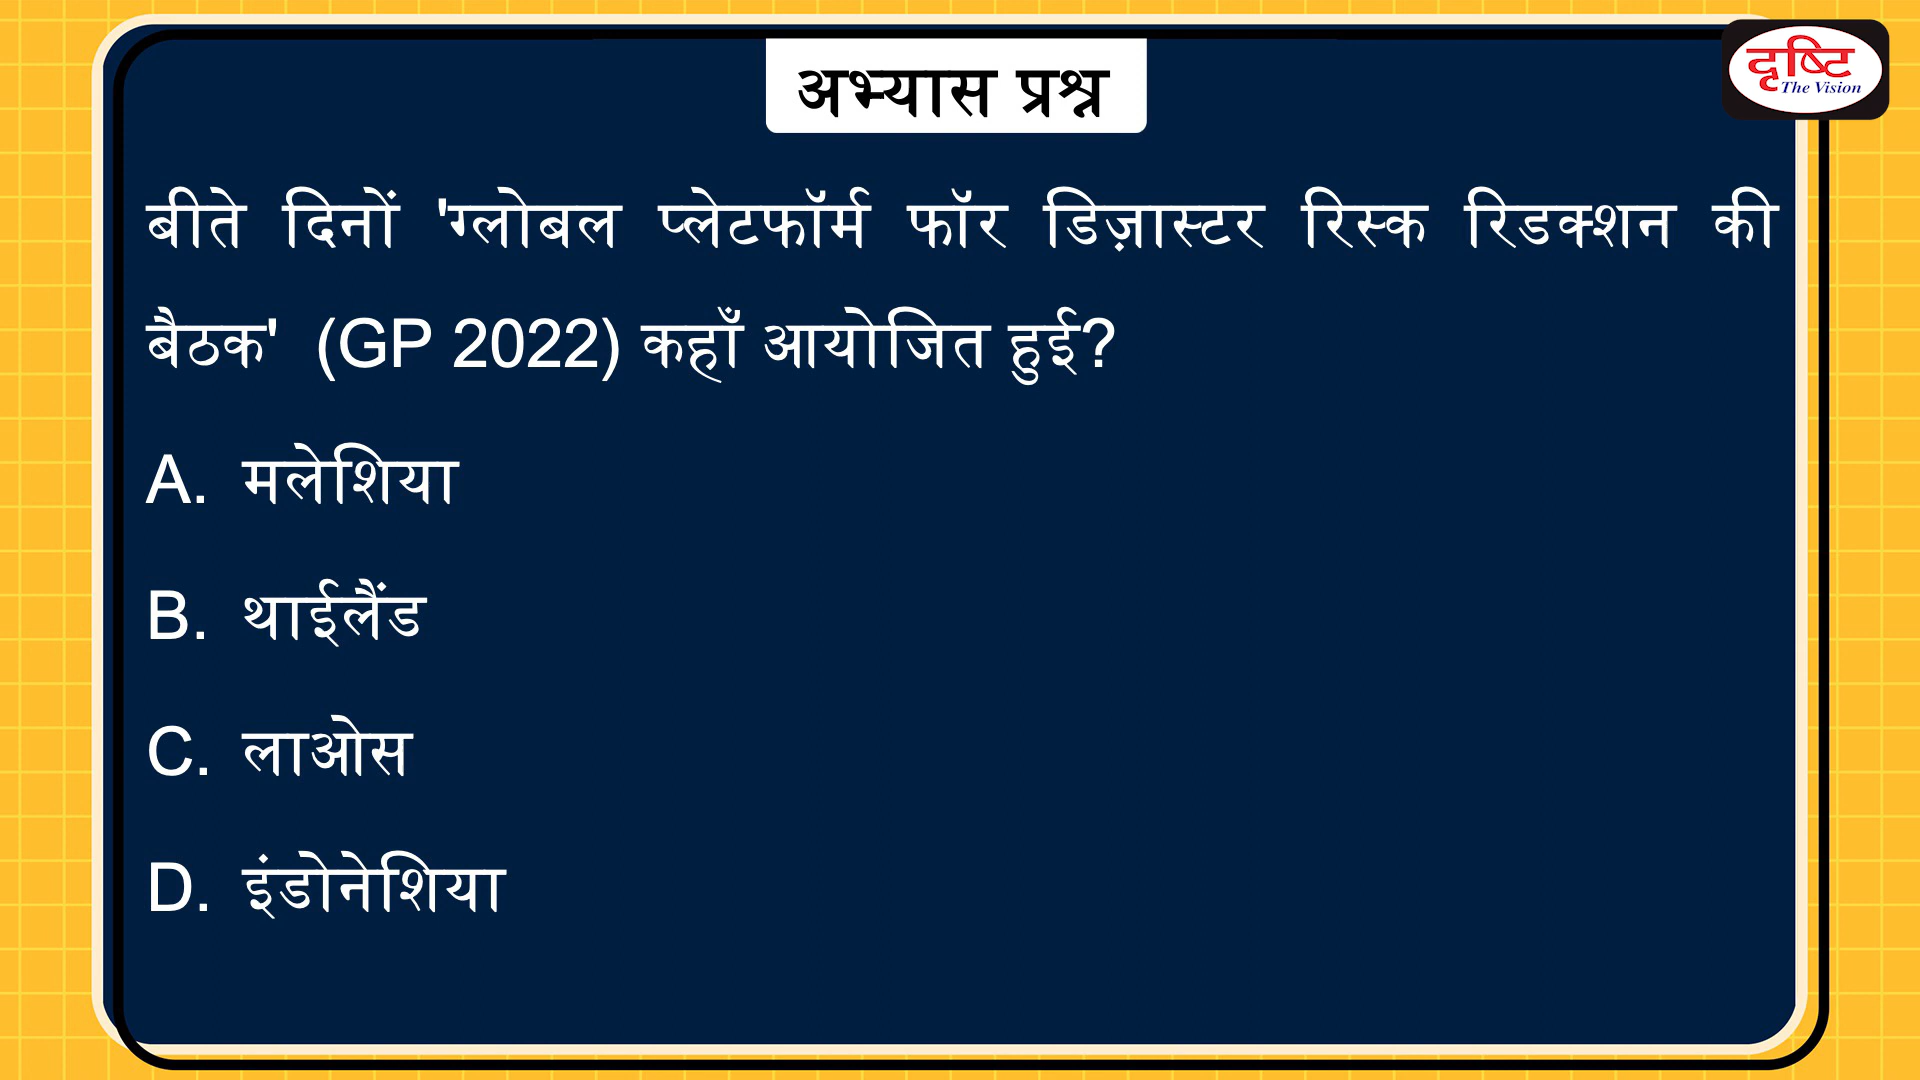 अभ्यास प्रश्न
दृष्टि
The Vision
बीते दिनों 'ग्लोबल प्लेटफॉर्म फॉर डिज़ास्टर रिस्क रिडक्शन की
बैठक' (GP 2022) कहाँ आयोजित हुई?
A. मलेशिया
B. थाईलैंड
C. लाओस
D. इंडोनेशिया